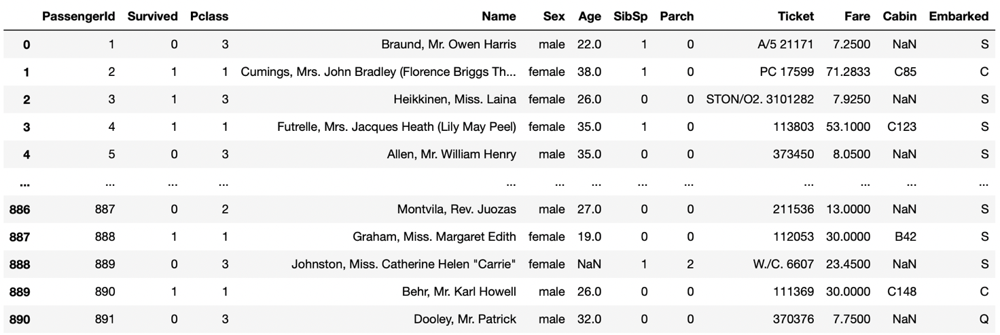 PassengerId Survived Pclass Name Sex Age SibSp Parch Ticket Fare Cabin Embarked
0 1 0 3 Braund, Mr. Owen Harris male 22.0 1 0 A/5 21171 7.2500 NaN S
1 2 1 1 Cumings, Mrs. John Bradley (Florence Briggs Th... female 38.0 1 0 PC 17599 71.2833 C85 C
2 3 1 3 Heikkinen, Miss. Laina female 26.0 0 0 STON/O2. 3101282 7.9250 NaN S
3 4 1 1 Futrelle, Mrs. Jacques Heath (Lily May Peel) female 35.0 1 0 113803 53.1000 C123 S
4 5 0 3 Allen, Mr. William Henry male 35.0 0 0 373450 8.0500 NaN S
... ... ... ... ... ... ... ... ... ... ... ... ...
886 887 0 2 Montvila, Rev. Juozas male 27.0 0 0 211536 13.0000 NaN S
887 888 1 1 Graham, Miss. Margaret Edith female 19.0 0 0 112053 30.0000 B42 S
888 889 0 3 Johnston, Miss. Catherine Helen "Carrie" female NaN 1 2 W./C. 6607 23.4500 NaN S
889 890 1 1 Behr, Mr. Karl Howell male 26.0 0 0 111369 30.0000 C148 C
890 891 0 3 Dooley, Mr. Patrick male 32.0 0 0 370376 7.7500 NaN Q